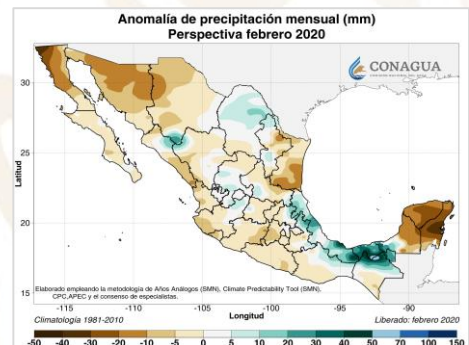 Anomalía de precipitación mensual (mm)
Perspectiva febrero 2020
CONAGUA
30
25
20
15
Latitud
Elaborado empleando la metodología de Años Análogos (SMN), Climate Predictability Tool (SMN),
CPC,APEC y el consenso de especialistas.
-115 -110 -105 -100 -95 -90
Longitud
Climatología 1981-2010
Liberado: febrero 2020
-50 -40 -30 -20 -10 -5 0 5 10 20 30 40 50 70 100 150